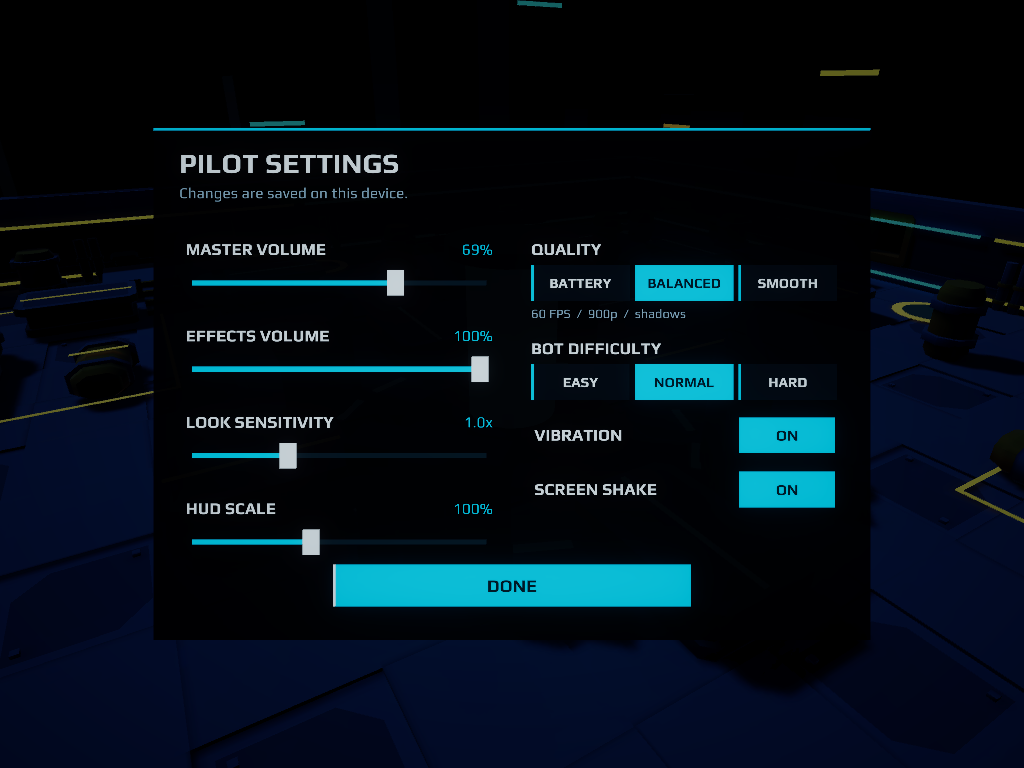 PILOT SETTINGS
Changes are saved on this device.
MASTER VOLUME 69%
EFFECTS VOLUME 100%
LOOK SENSITIVITY 1.0x
HUD SCALE 100%
QUALITY
BATTERY BALANCED SMOOTH
60 FPS / 900p / shadows
BOT DIFFICULTY
EASY NORMAL HARD
VIBRATION ON
SCREEN SHAKE ON
DONE